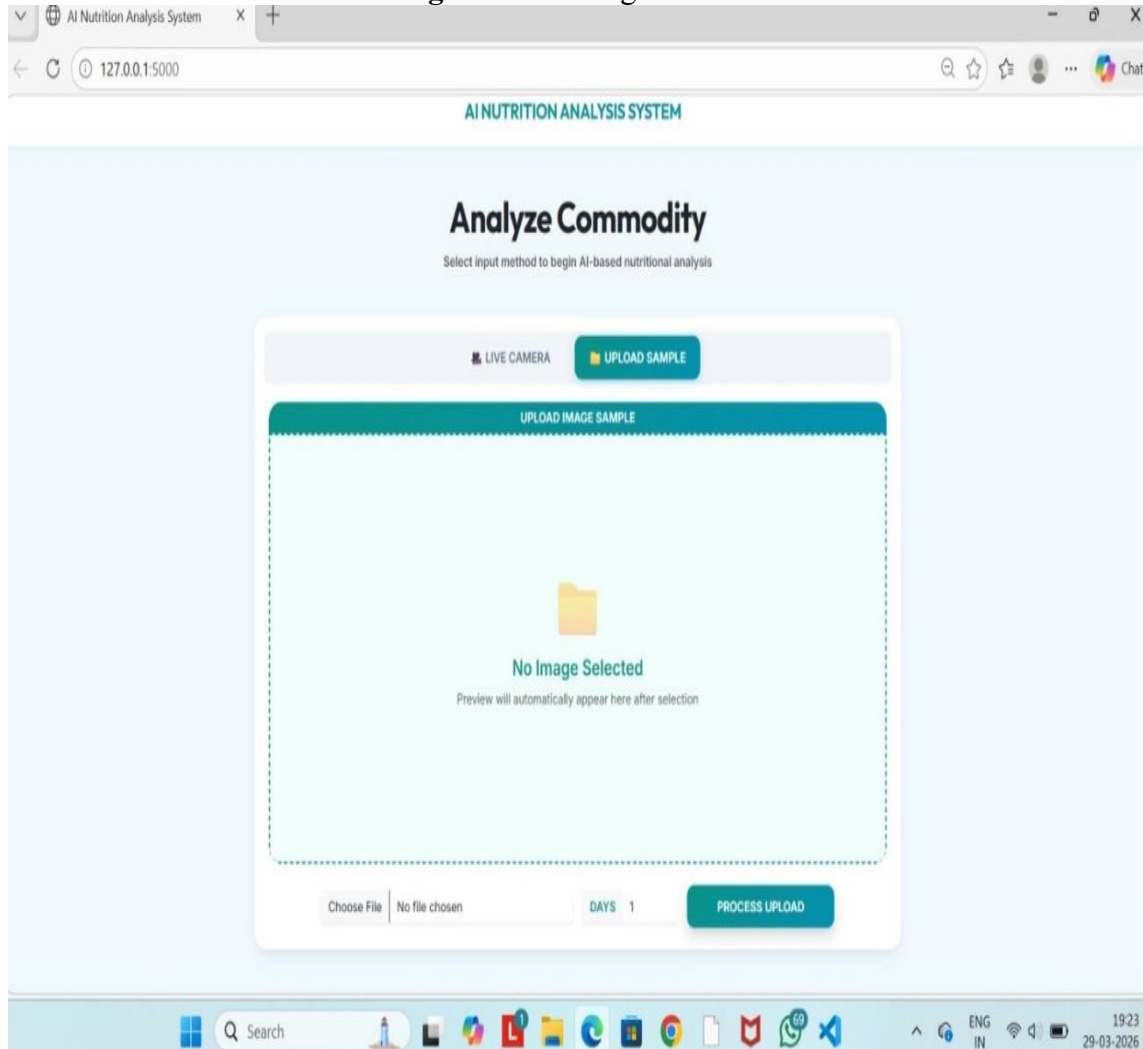 AI Nutrition Analysis System
127.0.0.1:5000
Chat
AI NUTRITION ANALYSIS SYSTEM
Analyze Commodity
Select input method to begin AI-based nutritional analysis
LIVE CAMERA
UPLOAD SAMPLE
UPLOAD IMAGE SAMPLE
No Image Selected
Preview will automatically appear here after selection
Choose File No file chosen
DAYS 1
PROCESS UPLOAD
Search
L
1
69
ENG
IN
19:23
29-03-2026